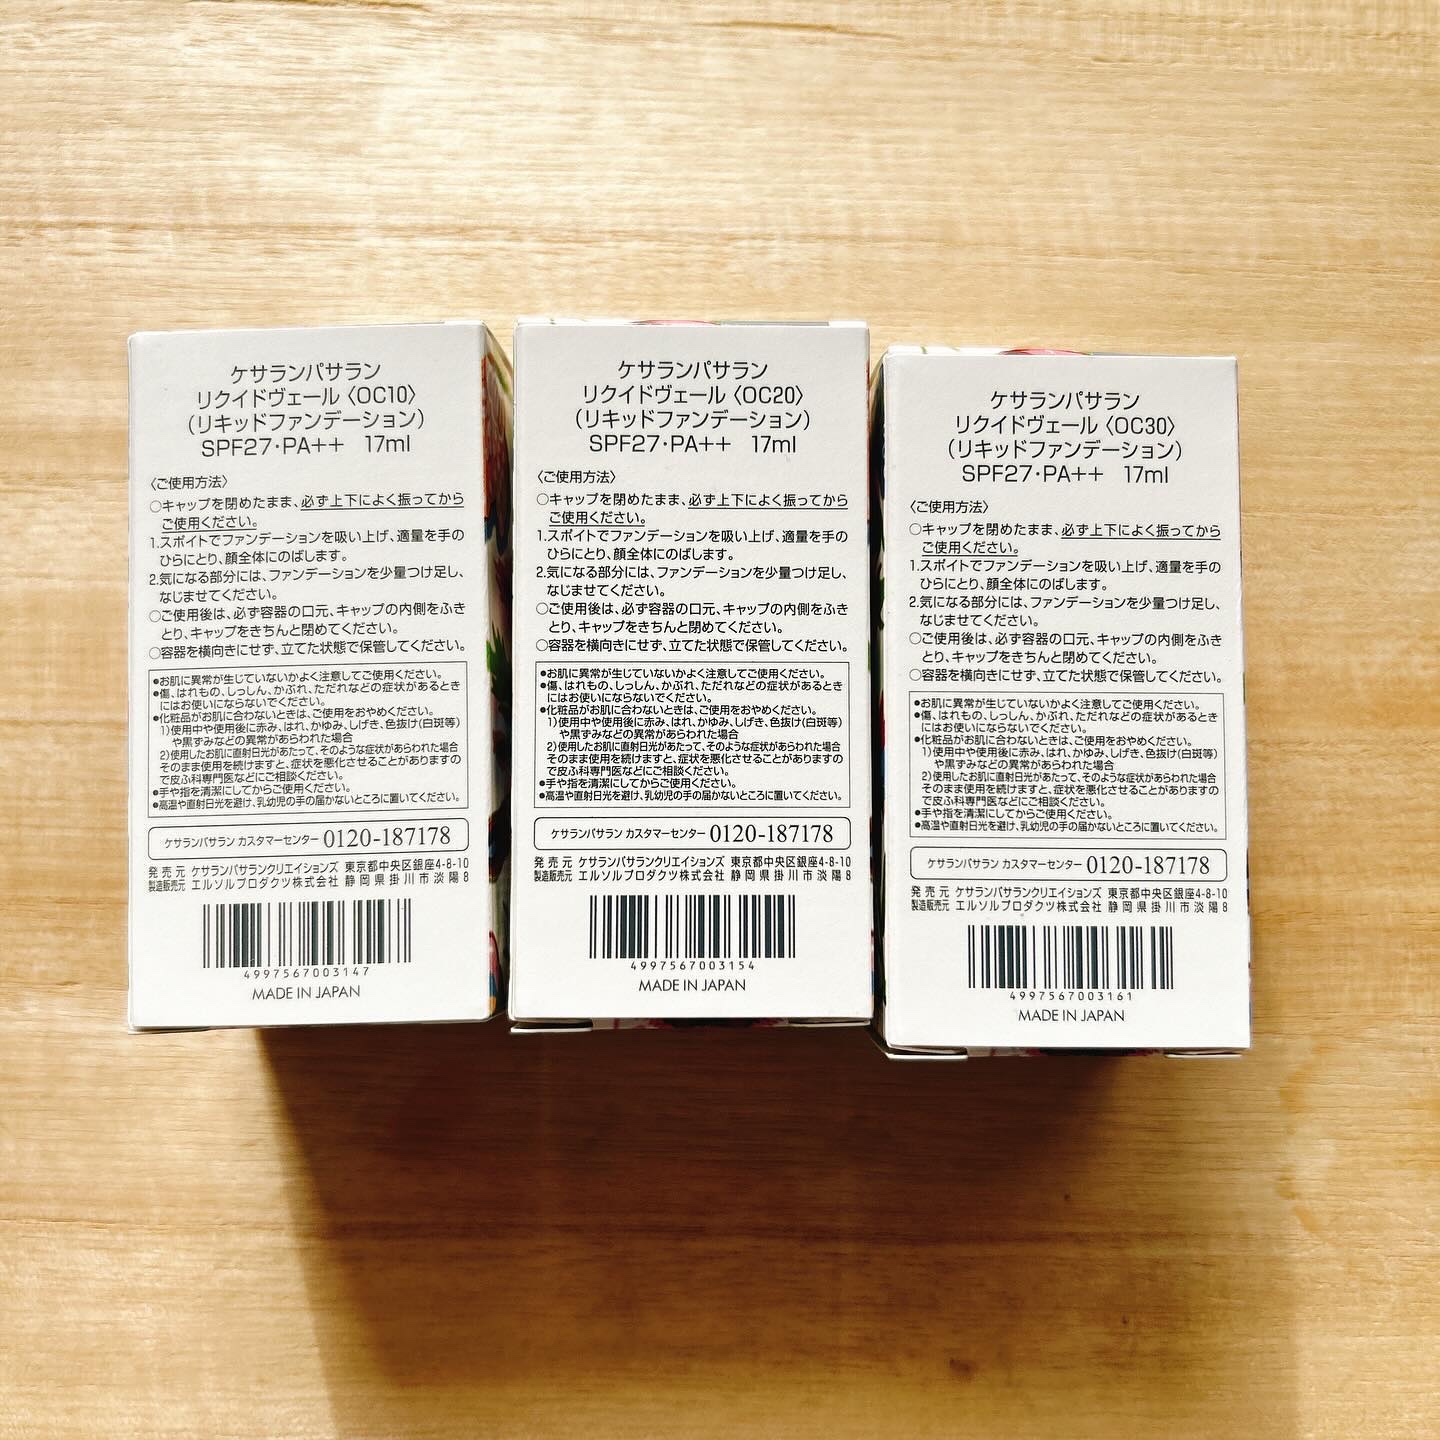 ケサランパサラン
リクイドヴェール〈OC10〉
(リキッドファンデーション)
SPF27・PA++ 17ml
〈ご使用方法〉
○キャップを閉めたまま、必ず上下によく振ってから
ご使用ください。
1.スポイトでファンデーションを吸い上げ、適量を手の
ひらにとり、顔全体にのばします。
2.気になる部分には、ファンデーションを少量つけ足し、
なじませてください。
○ご使用後は、必ず容器の口元、キャップの内側をふき
とり、キャップをきちんと閉めてください。
○容器を横向きにせず、立てた状態で保管してください。
●お肌に異常が生じていないかよく注意してご使用ください。
●傷、はれもの、しっしん、かぶれ、ただれなどの症状があるとき
にはお使いにならないでください。
●化粧品がお肌に合わないときは、ご使用をおやめください。
1)使用中や使用後に赤み、はれ、かゆみ、しげき、色抜け(白斑等)
や黒ずみなどの異常があらわれた場合
2)使用したお肌に直射日光があたって、そのような症状があらわれた場合
そのまま使用を続けますと、症状を悪化させることがありますの
で皮ふ科専門医などにご相談ください。
●手や指を清潔にしてからご使用ください。
●高温や直射日光を避け、乳幼児の手の届かないところに置いてください。
ケサランパサラン カスタマーセンター 0120-187178
発売元 ケサランパサランクリエイションズ 東京都中央区銀座4-8-10
製造販売元 エルソルプロダクツ株式会社 静岡県掛川市淡陽8
4997567003147
MADE IN JAPAN
ケサランパサラン
リクイドヴェール〈OC20〉
(リキッドファンデーション)
SPF27・PA++ 17ml
〈ご使用方法〉
○キャップを閉めたまま、必ず上下によく振ってから
ご使用ください。
1.スポイトでファンデーションを吸い上げ、適量を手の
ひらにとり、顔全体にのばします。
2.気になる部分には、ファンデーションを少量つけ足し、
なじませてください。
○ご使用後は、必ず容器の口元、キャップの内側をふき
とり、キャップをきちんと閉めてください。
○容器を横向きにせず、立てた状態で保管してください。
●お肌に異常が生じていないかよく注意してご使用ください。
●傷、はれもの、しっしん、かぶれ、ただれなどの症状があるとき
にはお使いにならないでください。
●化粧品がお肌に合わないときは、ご使用をおやめください。
1)使用中や使用後に赤み、はれ、かゆみ、しげき、色抜け(白斑等)
や黒ずみなどの異常があらわれた場合
2)使用したお肌に直射日光があたって、そのような症状があらわれた場合
そのまま使用を続けますと、症状を悪化させることがありますの
で皮ふ科専門医などにご相談ください。
●手や指を清潔にしてからご使用ください。
●高温や直射日光を避け、乳幼児の手の届かないところに置いてください。
ケサランパサラン カスタマーセンター 0120-187178
発売元 ケサランパサランクリエイションズ 東京都中央区銀座4-8-10
製造販売元 エルソルプロダクツ株式会社 静岡県掛川市淡陽8
4997567003154
MADE IN JAPAN
ケサランパサラン
リクイドヴェール〈OC30〉
(リキッドファンデーション)
SPF27・PA++ 17ml
〈ご使用方法〉
○キャップを閉めたまま、必ず上下によく振ってから
ご使用ください。
1.スポイトでファンデーションを吸い上げ、適量を手の
ひらにとり、顔全体にのばします。
2.気になる部分には、ファンデーションを少量つけ足し、
なじませてください。
○ご使用後は、必ず容器の口元、キャップの内側をふき
とり、キャップをきちんと閉めてください。
○容器を横向きにせず、立てた状態で保管してください。
●お肌に異常が生じていないかよく注意してご使用ください。
●傷、はれもの、しっしん、かぶれ、ただれなどの症状があるとき
にはお使いにならないでください。
●化粧品がお肌に合わないときは、ご使用をおやめください。
1)使用中や使用後に赤み、はれ、かゆみ、しげき、色抜け(白斑等)
や黒ずみなどの異常があらわれた場合
2)使用したお肌に直射日光があたって、そのような症状があらわれた場合
そのまま使用を続けますと、症状を悪化させることがありますの
で皮ふ科専門医などにご相談ください。
●手や指を清潔にしてからご使用ください。
●高温や直射日光を避け、乳幼児の手の届かないところに置いてください。
ケサランパサラン カスタマーセンター 0120-187178
発売元 ケサランパサランクリエイションズ 東京都中央区銀座4-8-10
製造販売元 エルソルプロダクツ株式会社 静岡県掛川市淡陽8
4997567003161
MADE IN JAPAN